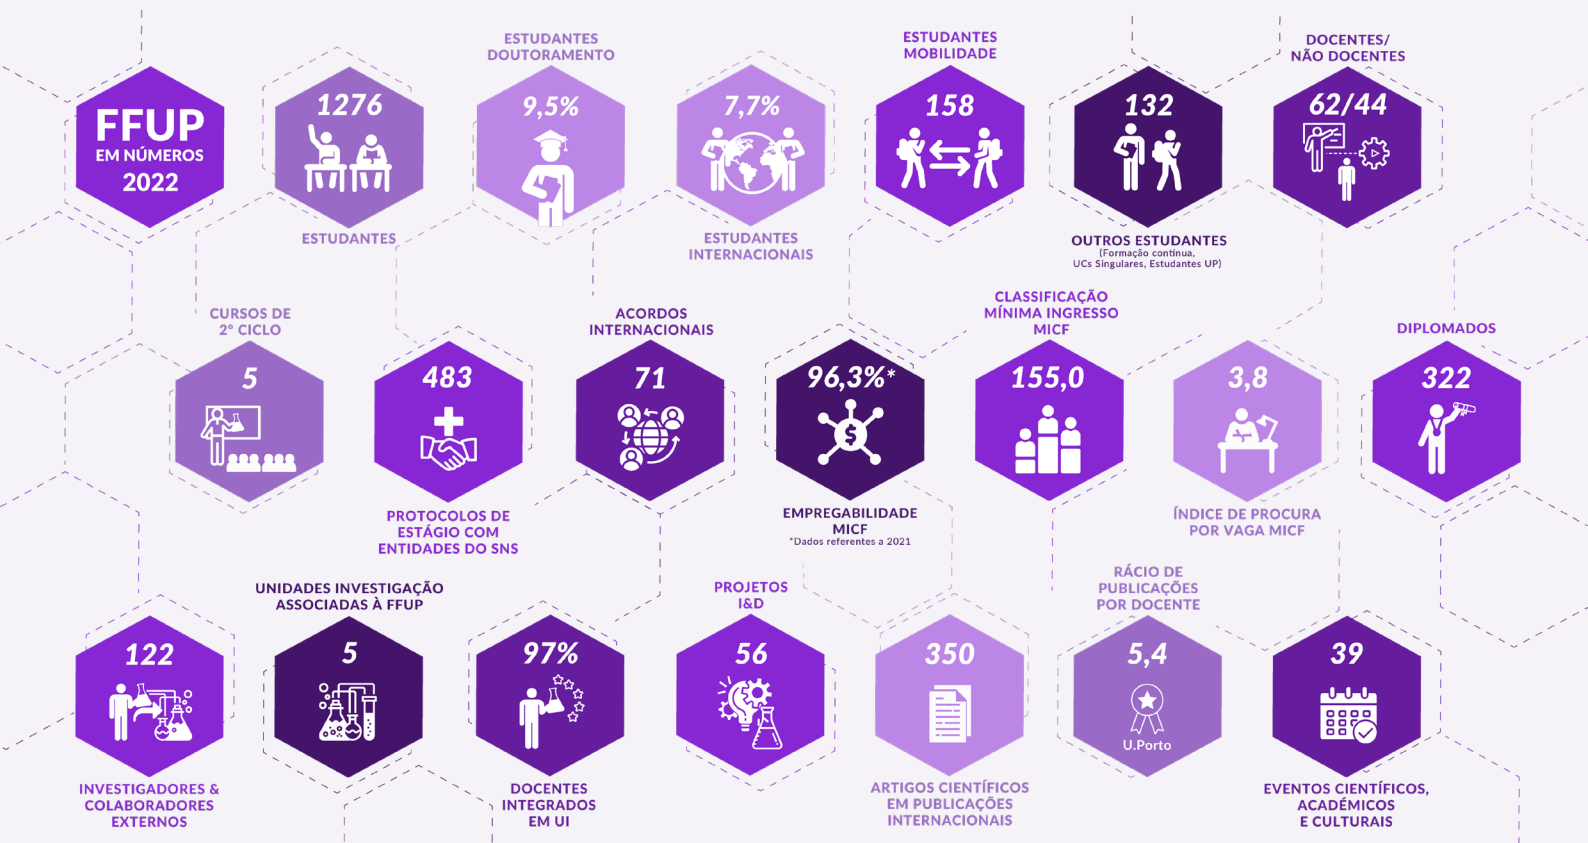 FFUP
EM NÚMEROS
2022
1276
ESTUDANTES
ESTUDANTES
DOUTORAMENTO
9,5%
7,7%
ESTUDANTES
INTERNACIONAIS
ESTUDANTES
MOBILIDADE
158
132
OUTROS ESTUDANTES
(Formação contínua,
UCs Singulares, Estudantes UP)
DOCENTES/
NÃO DOCENTES
62/44
CURSOS DE
2º CICLO
5
483
PROTOCOLOS DE
ESTÁGIO COM
ENTIDADES DO SNS
ACORDOS
INTERNACIONAIS
71
96,3%*
EMPREGABILIDADE
MICF
*Dados referentes a 2021
CLASSIFICAÇÃO
MÍNIMA INGRESSO
MICF
155,0
3,8
ÍNDICE DE PROCURA
POR VAGA MICF
DIPLOMADOS
322
122
INVESTIGADORES &
COLABORADORES
EXTERNOS
UNIDADES INVESTIGAÇÃO
ASSOCIADAS À FFUP
5
97%
DOCENTES
INTEGRADOS
EM UI
PROJETOS
I&D
56
350
ARTIGOS CIENTÍFICOS
EM PUBLICAÇÕES
INTERNACIONAIS
RÁCIO DE
PUBLICAÇÕES
POR DOCENTE
5,4
U.Porto
39
EVENTOS CIENTÍFICOS,
ACADÉMICOS
E CULTURAIS